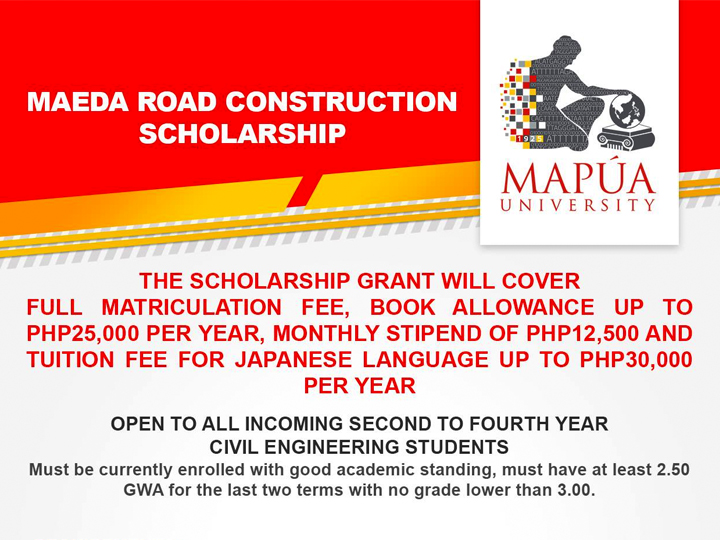 MAEDA ROAD CONSTRUCTION
SCHOLARSHIP
1925
MAPÚA
UNIVERSITY
THE SCHOLARSHIP GRANT WILL COVER
FULL MATRICULATION FEE, BOOK ALLOWANCE UP TO
PHP25,000 PER YEAR, MONTHLY STIPEND OF PHP12,500 AND
TUITION FEE FOR JAPANESE LANGUAGE UP TO PHP30,000
PER YEAR
OPEN TO ALL INCOMING SECOND TO FOURTH YEAR
CIVIL ENGINEERING STUDENTS
Must be currently enrolled with good academic standing, must have at least 2.50
GWA for the last two terms with no grade lower than 3.00.